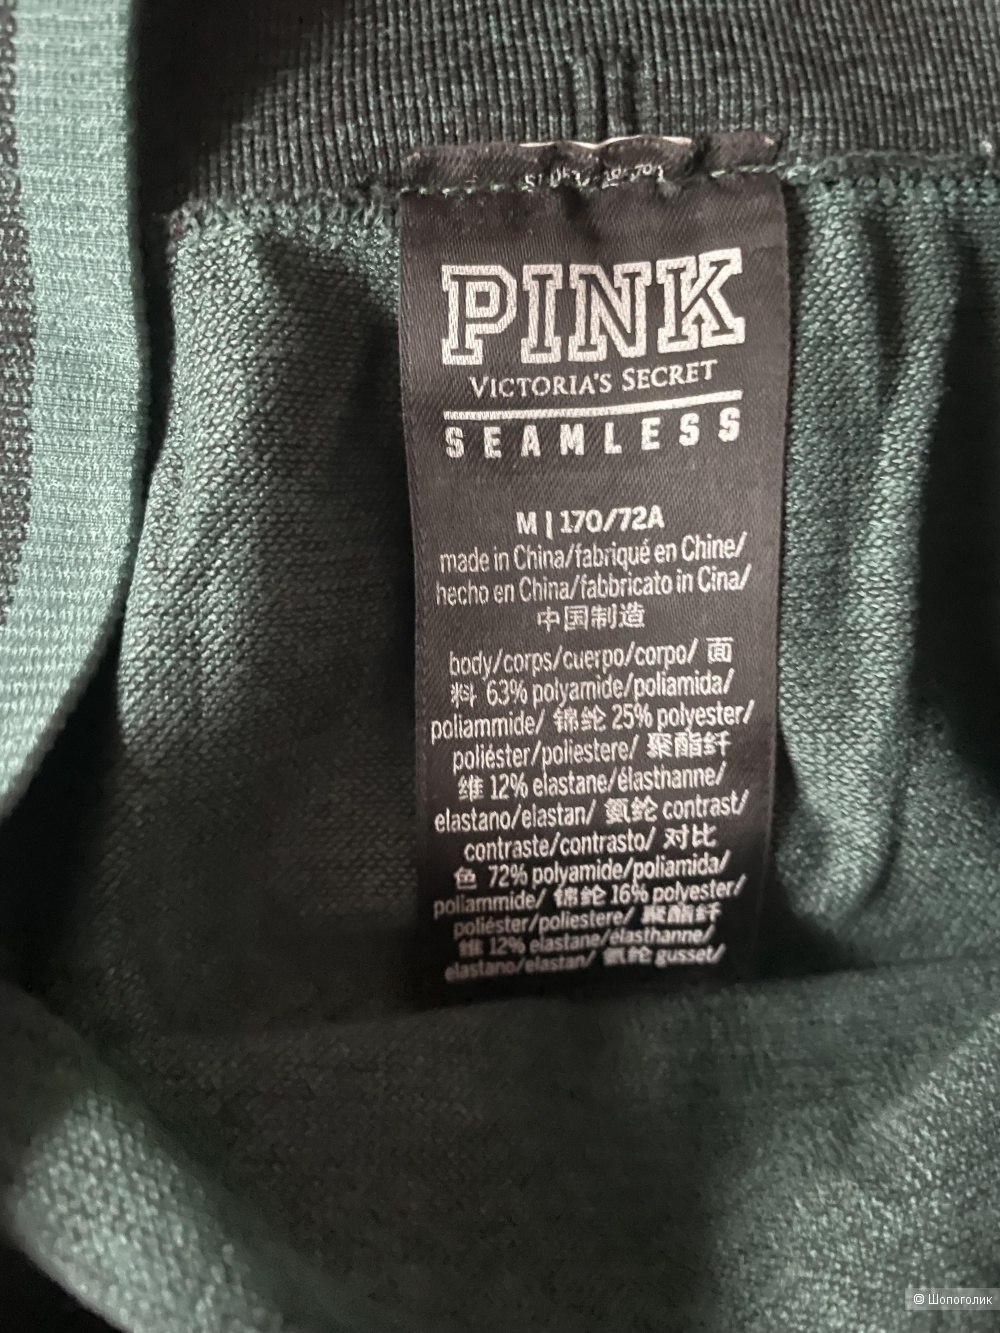 PINK
VICTORIA'S SECRET
SEAMLESS
M | 170/72A
made in China/fabriqué en Chine/
hecho en China/fabbricato in Cina/
中国制造
body/corps/cuerpo/corpo/ 面
料 63% polyamide/poliamida/
poliammide/ 锦纶 25% polyester/
poliéster/poliestere/ 聚酯纤
维 12% elastane/élasthanne/
elastano/elastan/ 氨纶 contrast/
contraste/contrasto/ 对比
色 72% polyamide/poliamida/
poliammide/ 锦纶 16% polyester/
poliéster/poliestere/ 聚酯纤
维 12% elastane/élasthanne/
elastano/elastan/ 氨纶 gusset/
© Шопоголик